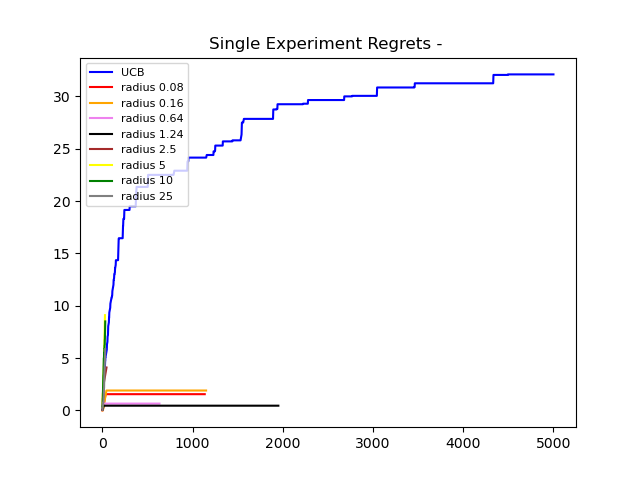 Single Experiment Regrets -
UCB
radius 0.08
radius 0.16
radius 0.64
radius 1.24
radius 2.5
radius 5
radius 10
radius 25
30
25
20
15
10
5
0
0 1000 2000 3000 4000 5000